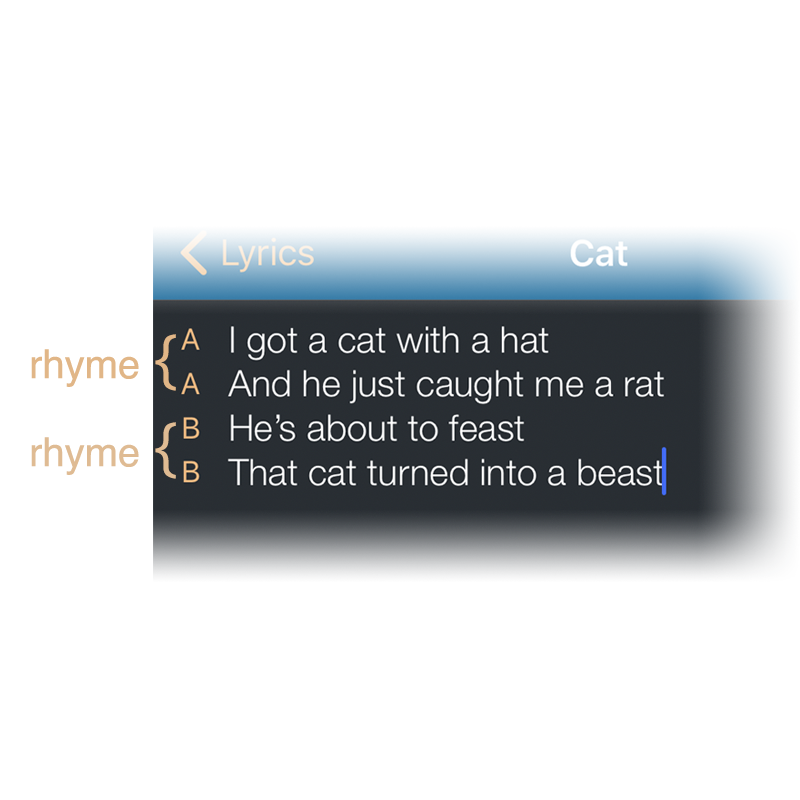 Lyrics Cat
rhyme { A I got a cat with a hat
A And he just caught me a rat
rhyme { B He’s about to feast
B That cat turned into a beast